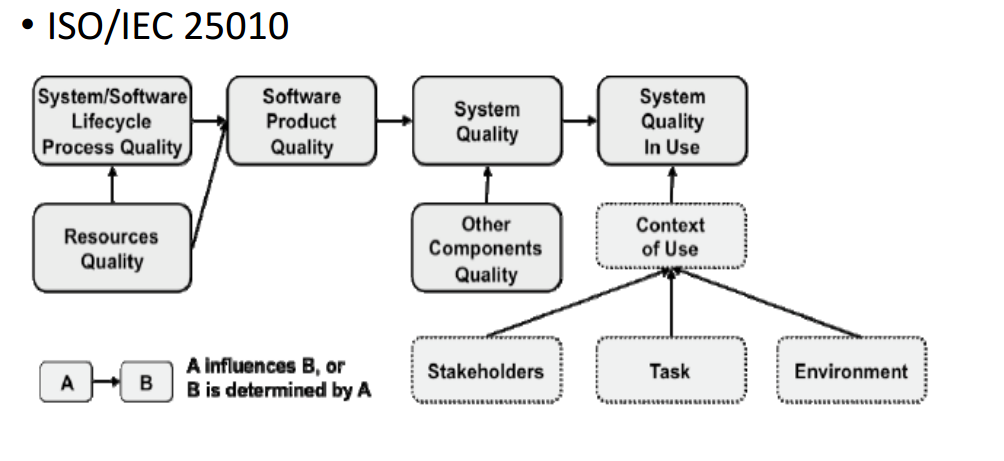 • ISO/IEC 25010
System/Software
Lifecycle
Process Quality
Software
Product
Quality
System
Quality
System
Quality
In Use
Resources
Quality
Other
Components
Quality
Context
of Use
A
B
A influences B, or
B is determined by A
Stakeholders
Task
Environment